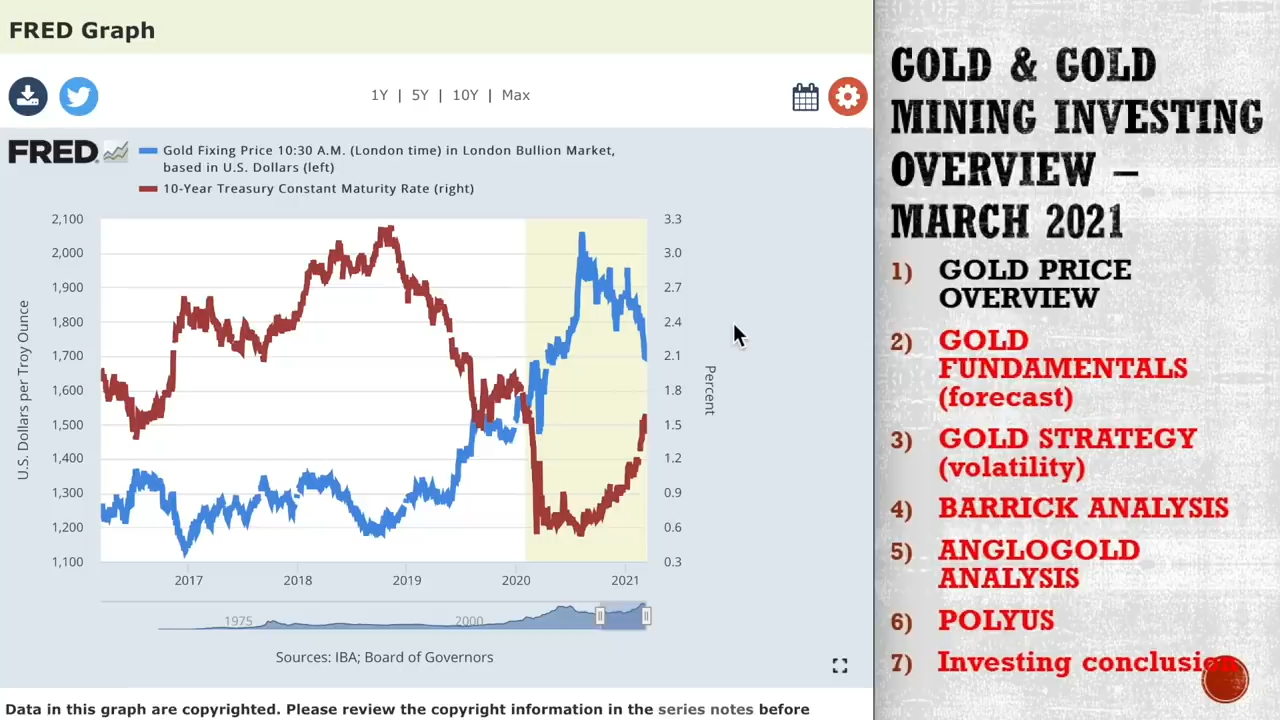 FRED Graph
1Y | 5Y | 10Y | Max
FRED
Gold Fixing Price 10:30 A.M. (London time) in London Bullion Market,
based in U.S. Dollars (left)
10-Year Treasury Constant Maturity Rate (right)
2,100
2,000
1,900
1,800
1,700
1,600
1,500
1,400
1,300
1,200
1,100
U.S. Dollars per Troy Ounce
3.3
3.0
2.7
2.4
2.1
1.8
1.5
1.2
0.9
0.6
0.3
Percent
2017 2018 2019 2020 2021
1975 2000
Sources: IBA; Board of Governors
Data in this graph are copyrighted. Please review the copyright information in the series notes before
GOLD & GOLD
MINING INVESTING
OVERVIEW –
MARCH 2021
1) GOLD PRICE
OVERVIEW
2) GOLD
FUNDAMENTALS
(forecast)
3) GOLD STRATEGY
(volatility)
4) BARRICK ANALYSIS
5) ANGLOGOLD
ANALYSIS
6) POLYUS
7) Investing conclusion